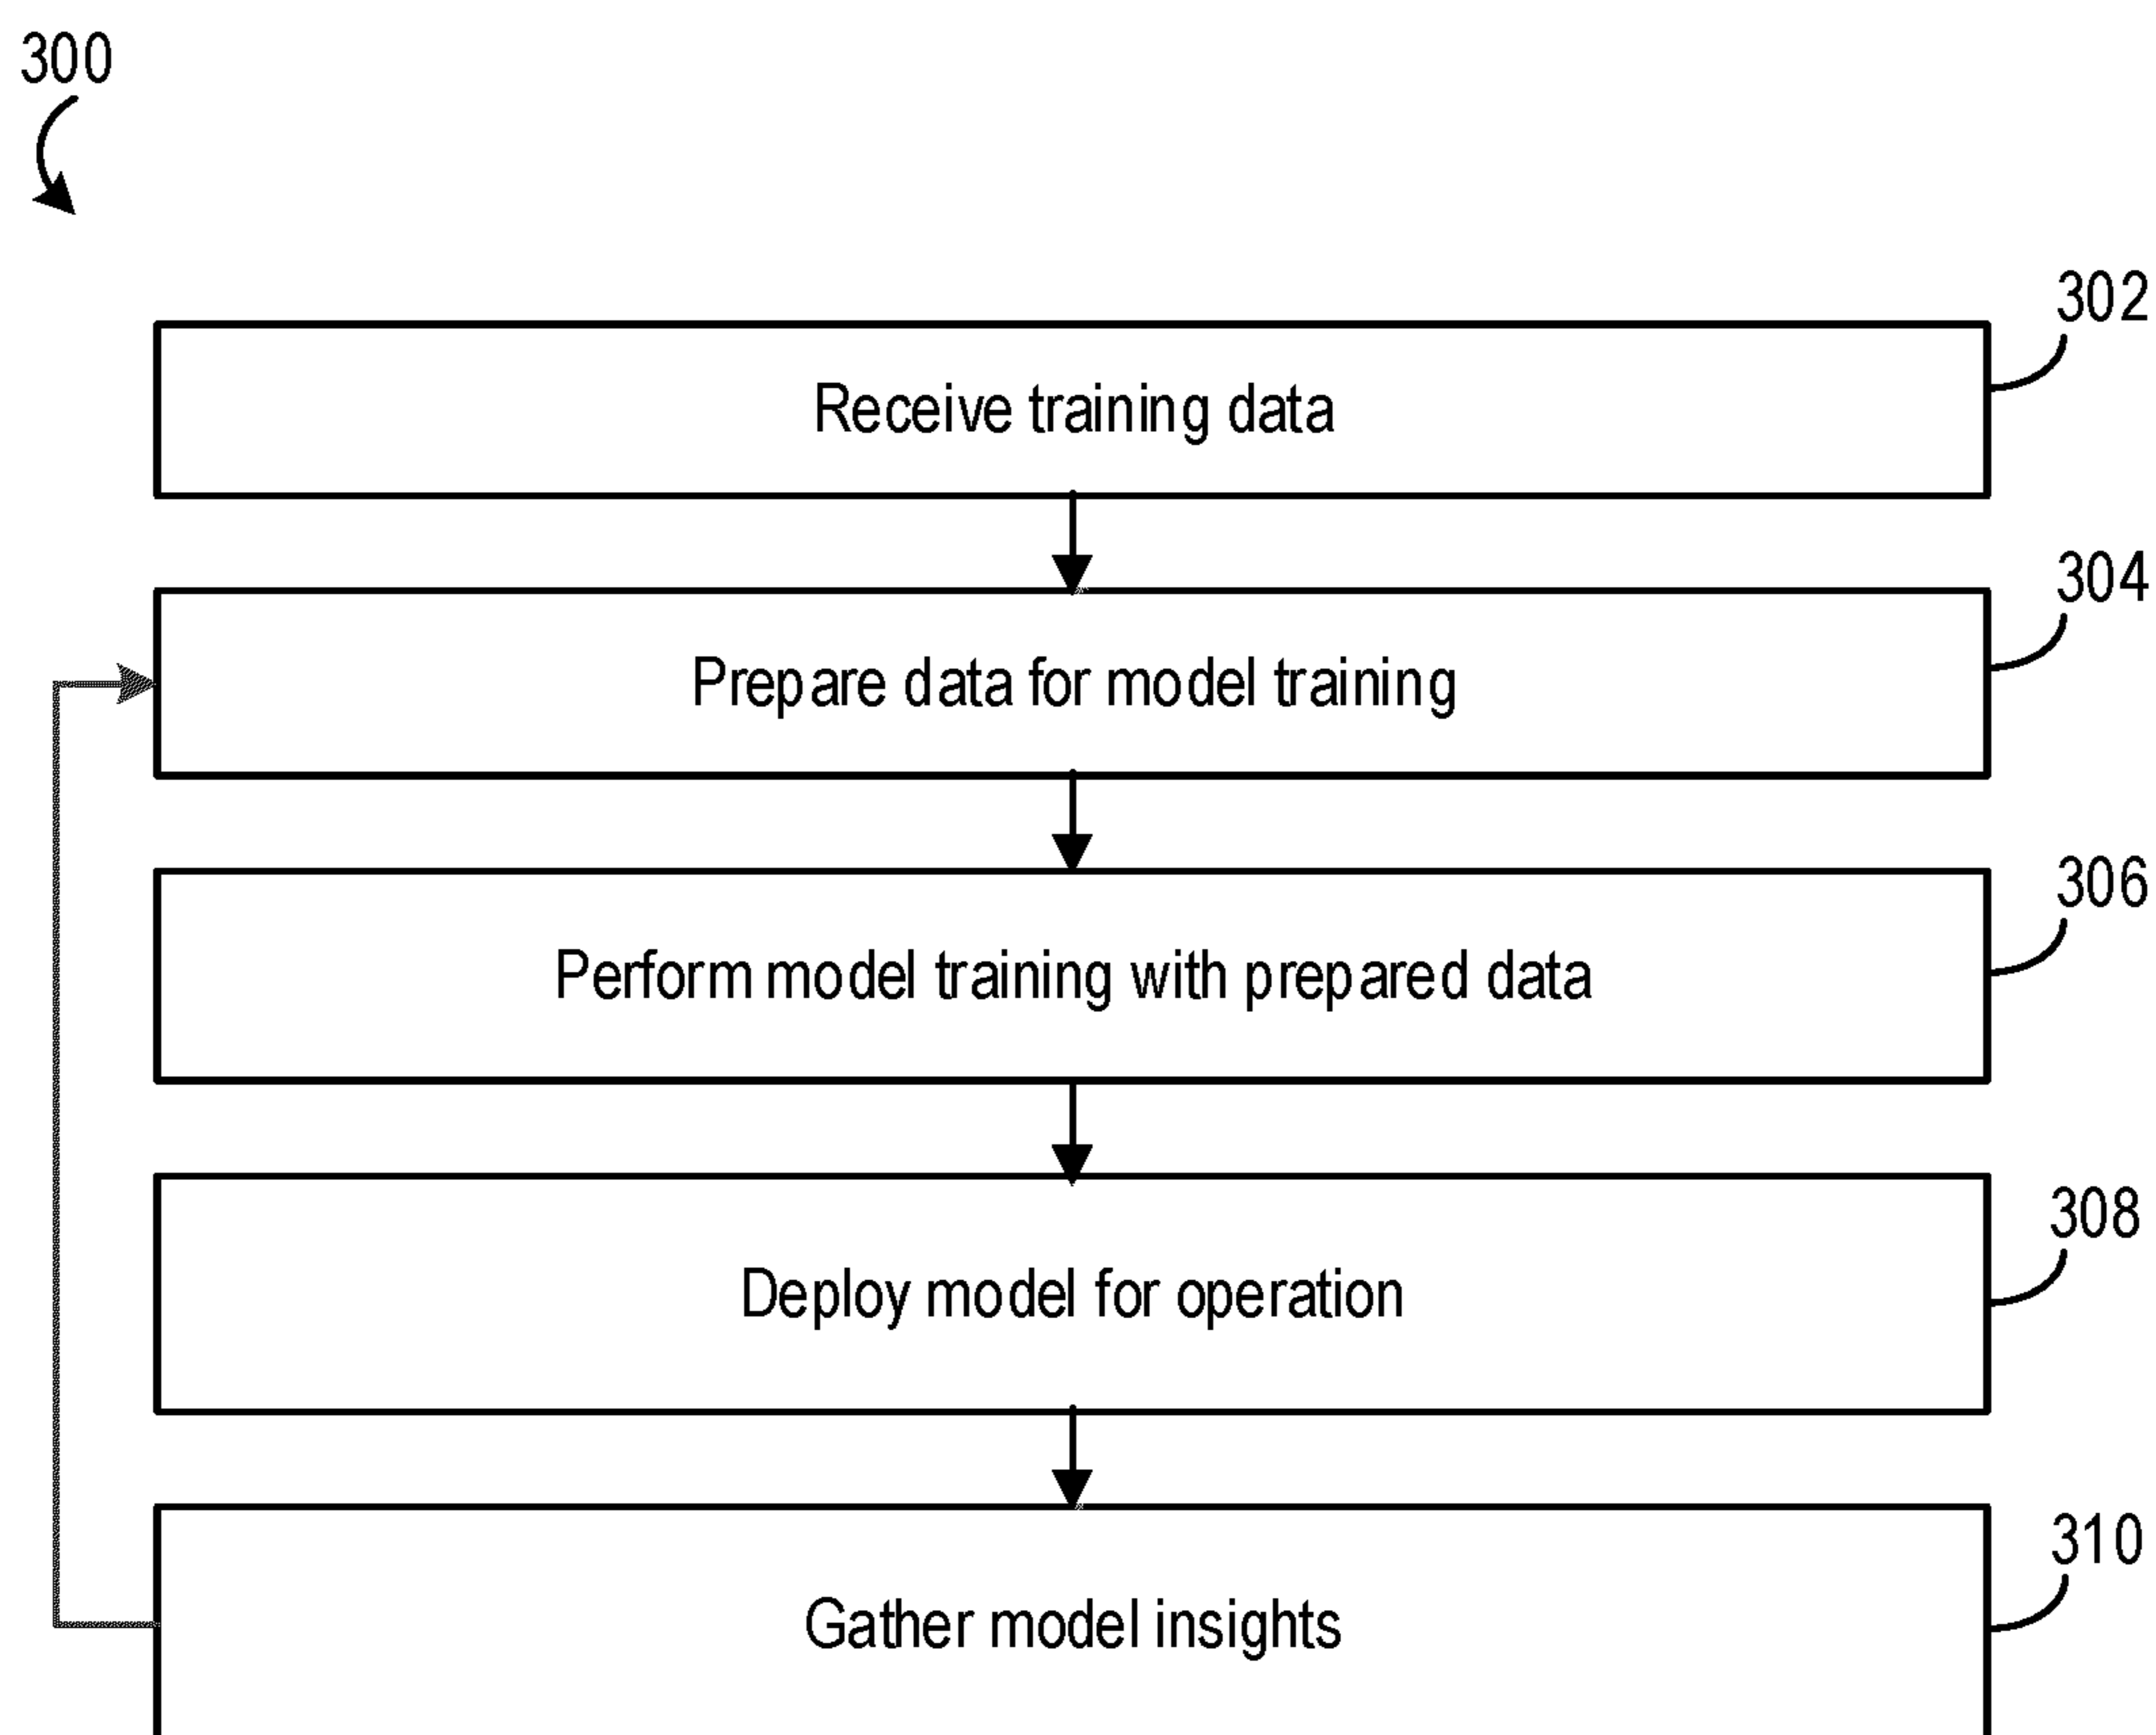 300
302
Receive training data
304
Prepare data for model training
306
Perform model training with prepared data
308
Deploy model for operation
310
Gather model insights